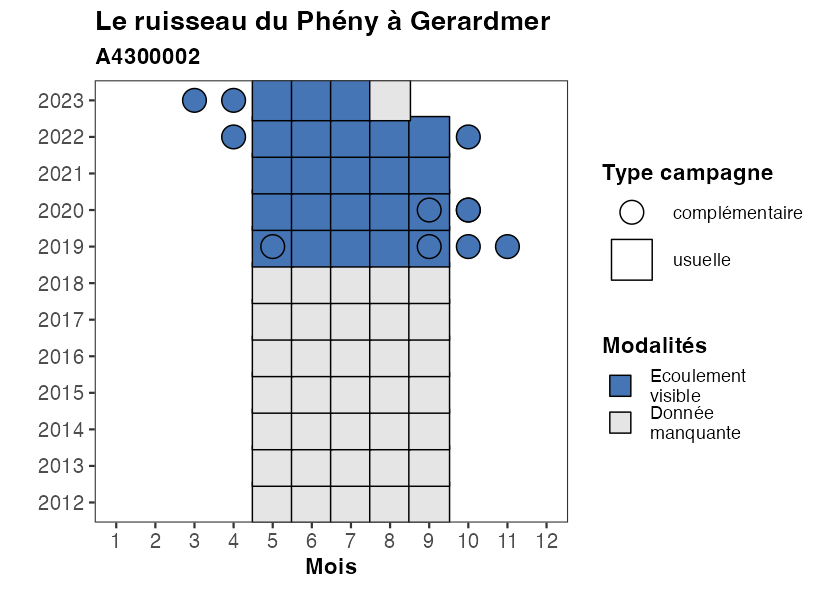 Le ruisseau du Phény à Gerardmer
A4300002
2023
2022
2021
2020
2019
2018
2017
2016
2015
2014
2013
2012
1 2 3 4 5 6 7 8 9 10 11 12
Mois
Type campagne
complémentaire
usuelle
Modalités
Ecoulement
visible
Donnée
manquante